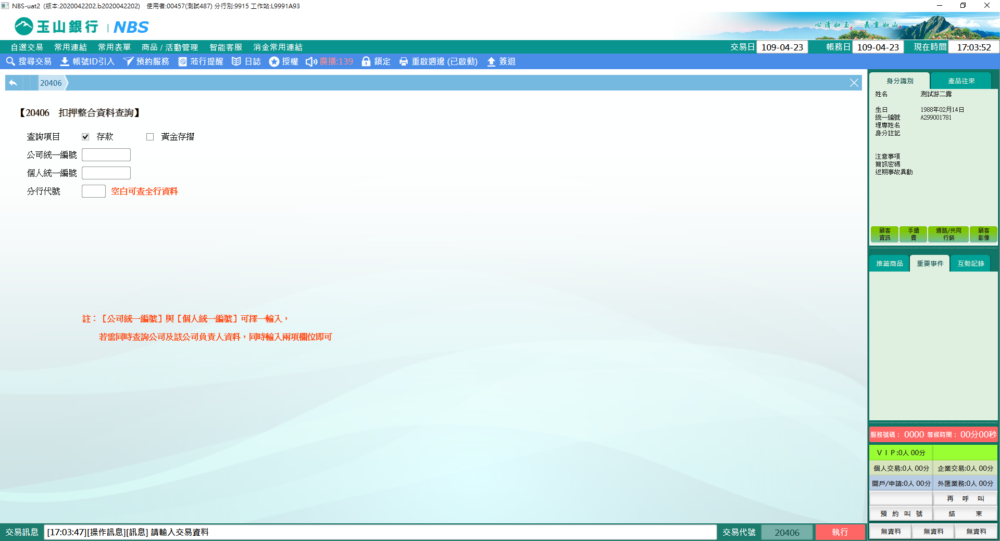 NBS-uat2 (版本:2020042202.b2020042202) 使用者:00457(測試487) 分行別:9915 工作站:L9991A93
玉山銀行 | NBS
心清如玉 義重如山
自選交易 常用連結 常用表單 商品 / 活動管理 智能客服 消金常用連結 交易日 109-04-23 帳務日 109-04-23 現在時間 17:03:52
搜尋交易 帳號ID引入 預約服務 蒞行提醒 日誌 授權 廣播:139 鎖定 重啟週邊 (已啟動) 簽退
20406
【20406 扣押整合資料查詢】
查詢項目 存款 黃金存摺
公司統一編號
個人統一編號
分行代號 空白可查全行資料
註：［公司統一編號］與［個人統一編號］可擇一輸入，
若需同時查詢公司及該公司負責人資料，同時輸入兩項欄位即可
身分識別 產品往來
姓名 測試游二露
生日 1988年02月14日
統一編號 A299001781
理專姓名
身分註記
注意事項
簡訊密碼
近期事故異動
顧客資訊 手續費 通路/共同行銷 顧客影像
推薦商品 重要事件 互動記錄
服務號碼： 0000 等候時間： 00分00秒
ＶＩＰ:0人 00分
個人交易:0人 00分 企業交易:0人 00分
開戶/申請:0人 00分 外匯業務:0人 00分
再 呼 叫
預 約 叫 號 結 束
無資料 無資料 無資料
交易訊息 [17:03:47][操作訊息][訊息] 請輸入交易資料 交易代號 20406 執行